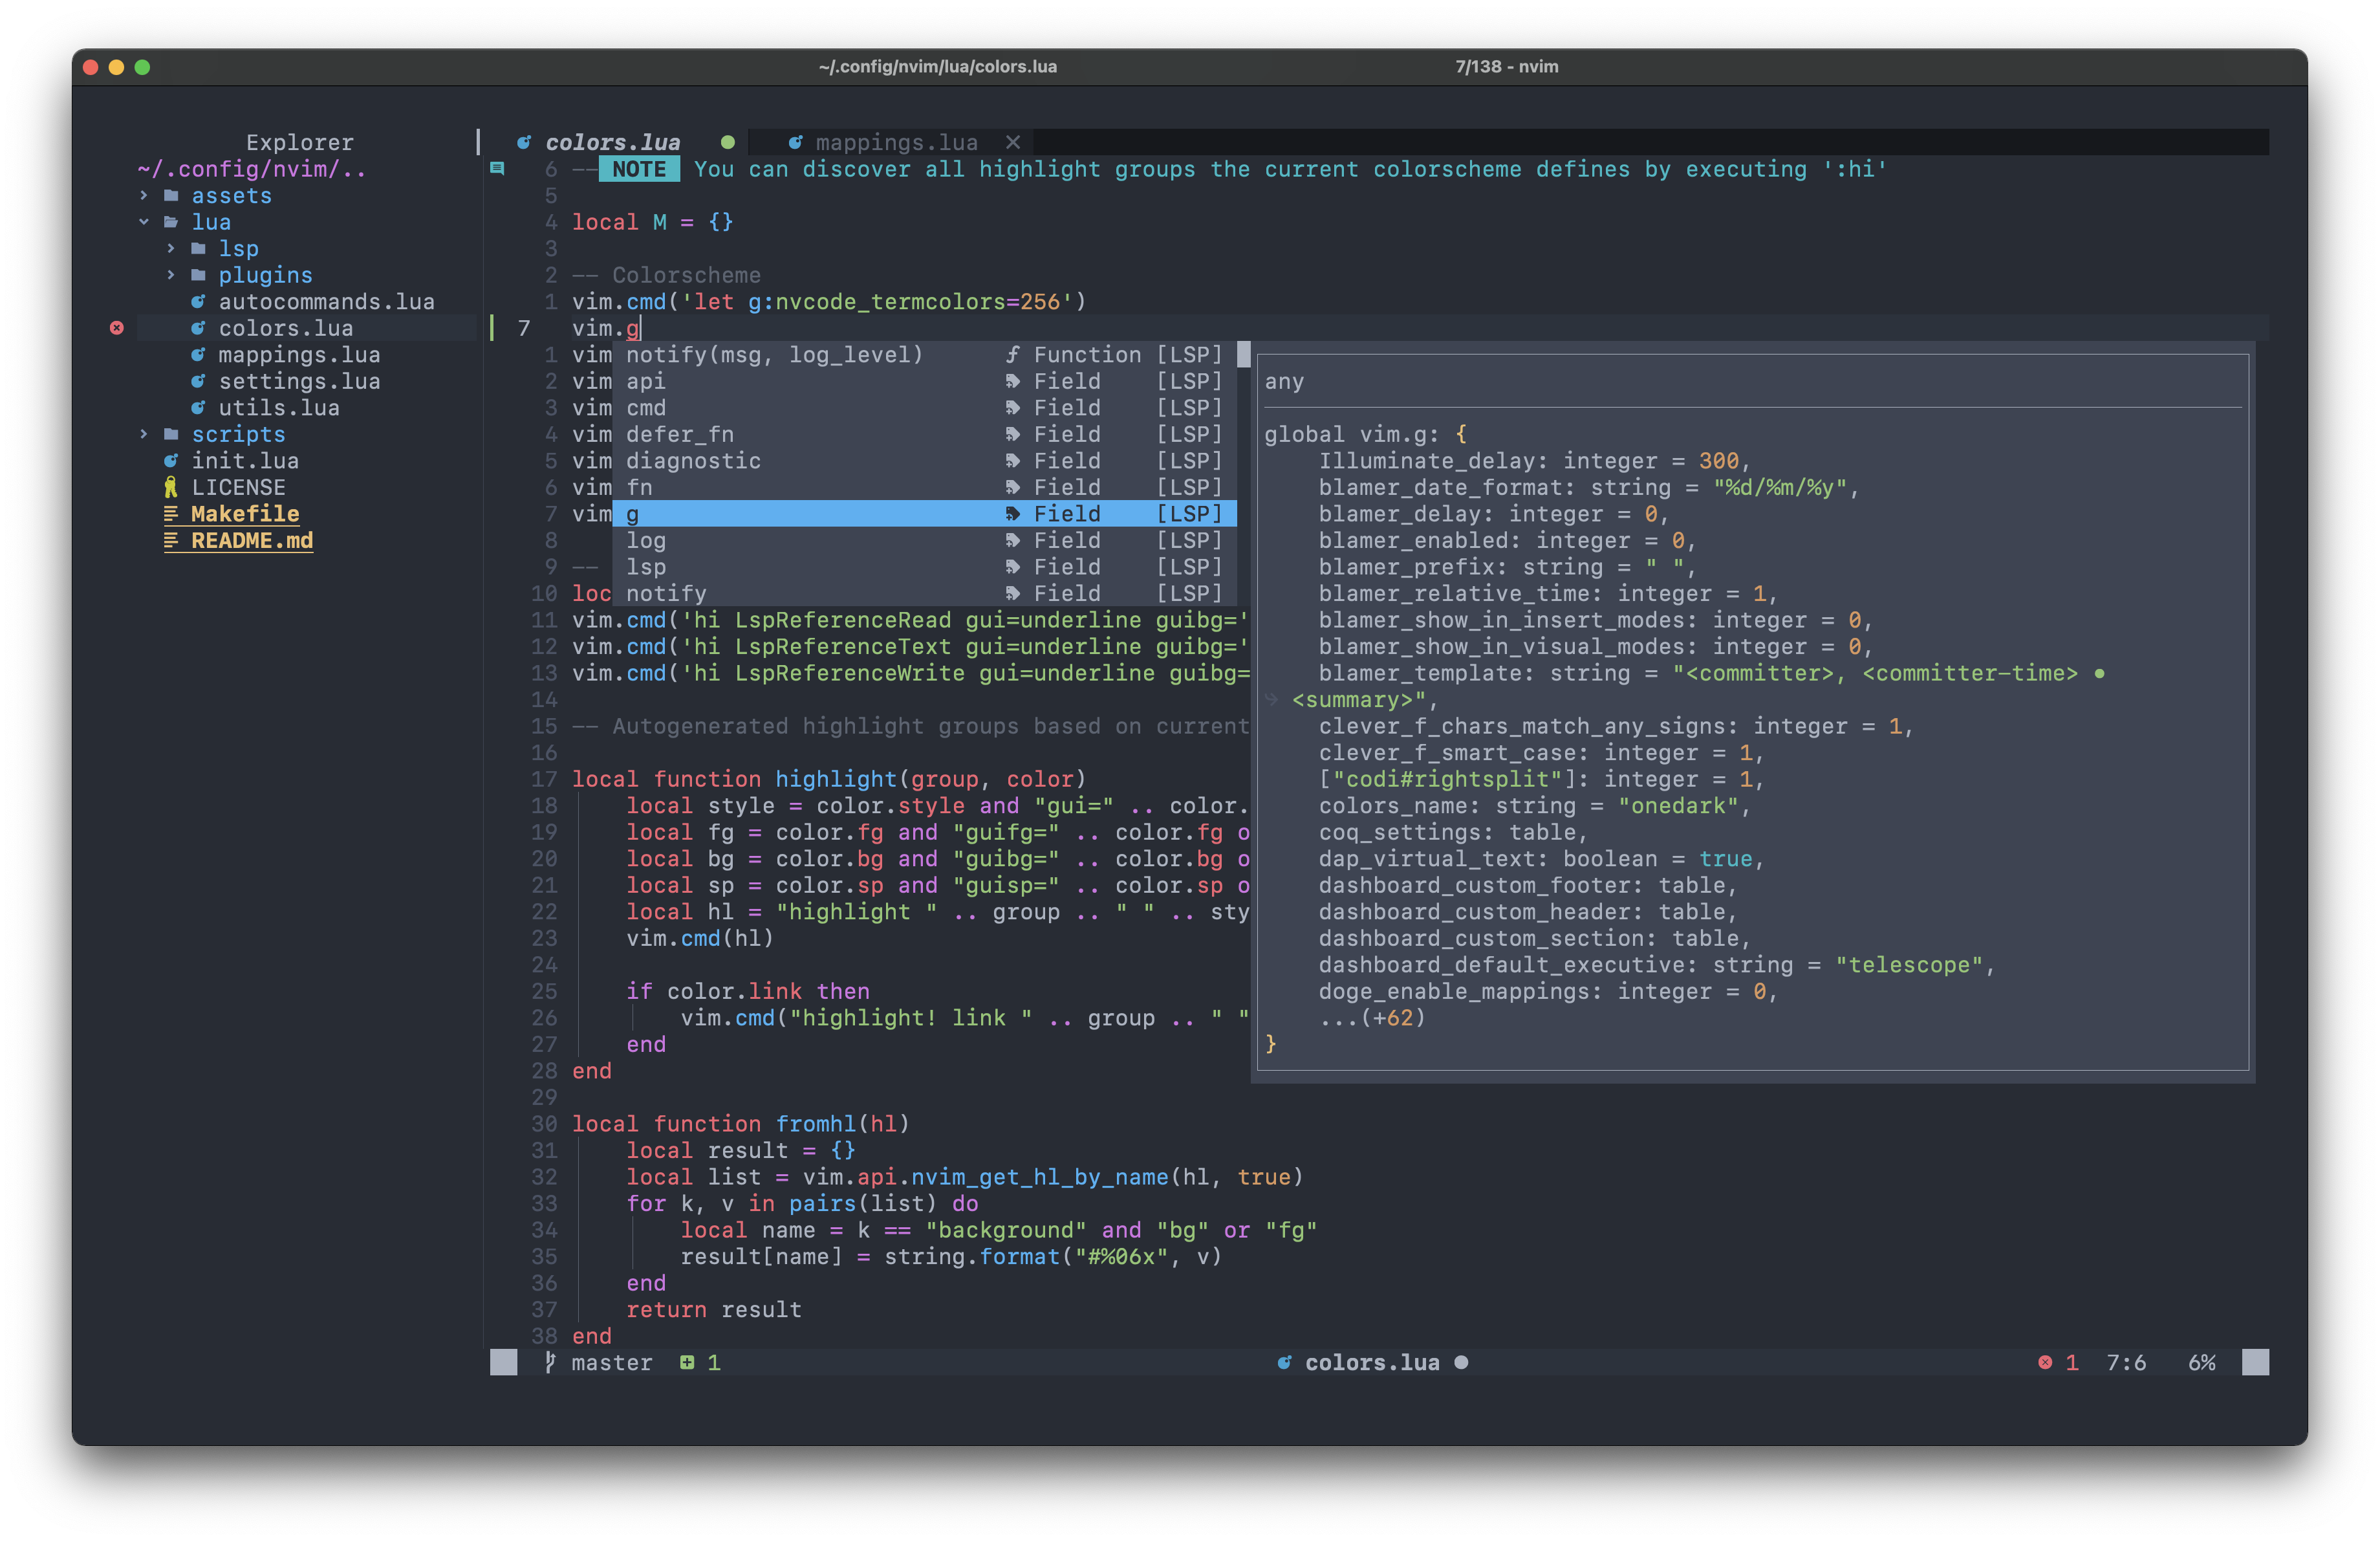 ~/.config/nvim/lua/colors.lua 7/138 - nvim
Explorer
~/.config/nvim/..
assets
lua
lsp
plugins
autocommands.lua
colors.lua
mappings.lua
settings.lua
utils.lua
scripts
init.lua
LICENSE
Makefile
README.md
colors.lua mappings.lua
6 -- NOTE You can discover all highlight groups the current colorscheme defines by executing ':hi'
5
4 local M = {}
3
2 -- Colorscheme
1 vim.cmd('let g:nvcode_termcolors=256')
7 vim.g
1 vim
2 vim
3 vim
4 vim
5 vim
6 vim
7 vim
8
9 --
10 loc
11 vim.cmd('hi LspReferenceRead gui=underline guibg='
12 vim.cmd('hi LspReferenceText gui=underline guibg='
13 vim.cmd('hi LspReferenceWrite gui=underline guibg=
14
15 -- Autogenerated highlight groups based on current
16
17 local function highlight(group, color)
18 local style = color.style and "gui=" .. color.
19 local fg = color.fg and "guifg=" .. color.fg o
20 local bg = color.bg and "guibg=" .. color.bg o
21 local sp = color.sp and "guisp=" .. color.sp o
22 local hl = "highlight " .. group .. " " .. sty
23 vim.cmd(hl)
24
25 if color.link then
26 vim.cmd("highlight! link " .. group .. " "
27 end
28 end
29
30 local function fromhl(hl)
31 local result = {}
32 local list = vim.api.nvim_get_hl_by_name(hl, true)
33 for k, v in pairs(list) do
34 local name = k == "background" and "bg" or "fg"
35 result[name] = string.format("#%06x", v)
36 end
37 return result
38 end
notify(msg, log_level) Function [LSP]
api Field [LSP]
cmd Field [LSP]
defer_fn Field [LSP]
diagnostic Field [LSP]
fn Field [LSP]
g Field [LSP]
log Field [LSP]
lsp Field [LSP]
notify Field [LSP]
any
global vim.g: {
Illuminate_delay: integer = 300,
blamer_date_format: string = "%d/%m/%y",
blamer_delay: integer = 0,
blamer_enabled: integer = 0,
blamer_prefix: string = " ",
blamer_relative_time: integer = 1,
blamer_show_in_insert_modes: integer = 0,
blamer_show_in_visual_modes: integer = 0,
blamer_template: string = "<committer>, <committer-time> •
<summary>",
clever_f_chars_match_any_signs: integer = 1,
clever_f_smart_case: integer = 1,
["codi#rightsplit"]: integer = 1,
colors_name: string = "onedark",
coq_settings: table,
dap_virtual_text: boolean = true,
dashboard_custom_footer: table,
dashboard_custom_header: table,
dashboard_custom_section: table,
dashboard_default_executive: string = "telescope",
doge_enable_mappings: integer = 0,
...(+62)
}
master 1 colors.lua 1 7:6 6%